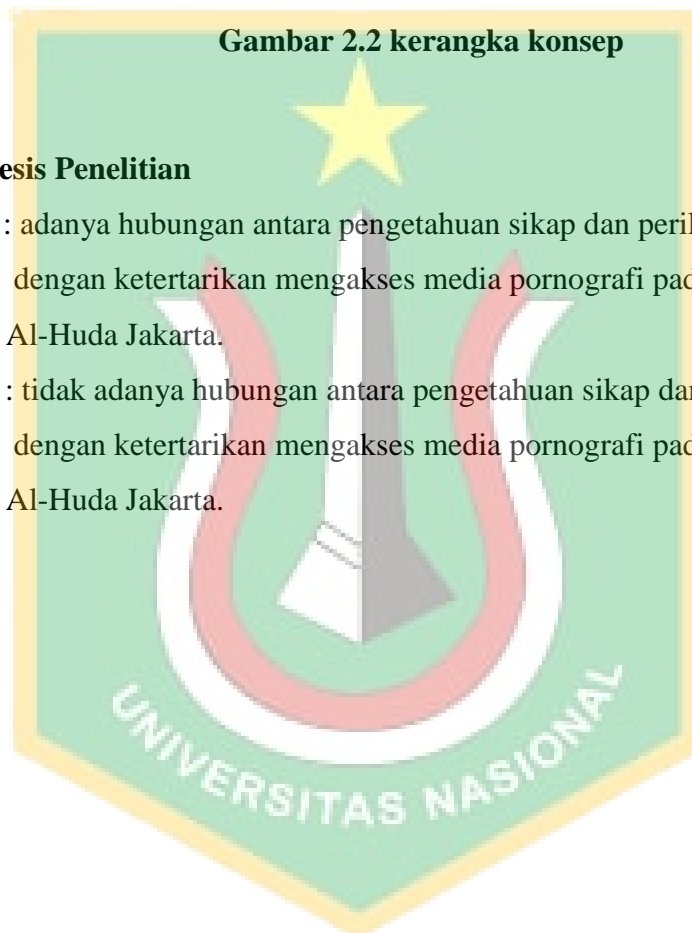 Gambar 2.2 kerangka konsep
esis Penelitian
: adanya hubungan antara pengetahuan sikap dan peril
dengan ketertarikan mengakses media pornografi pad
Al-Huda Jakarta.
: tidak adanya hubungan antara pengetahuan sikap dan
dengan ketertarikan mengakses media pornografi pad
Al-Huda Jakarta.
UNIVERSITAS NASIONAL